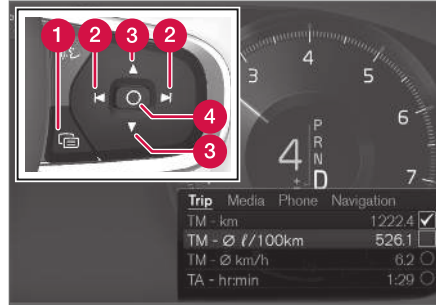 1
2
3
2
4
3
3
4
5
6
7
4
P
R
N
D
+
-
Trip Media Phone Navigation
TM - km 1222.4
TM - Ø ℓ/100km 526.1
TM - Ø km/h 6.2
TA - hr:min 1:29